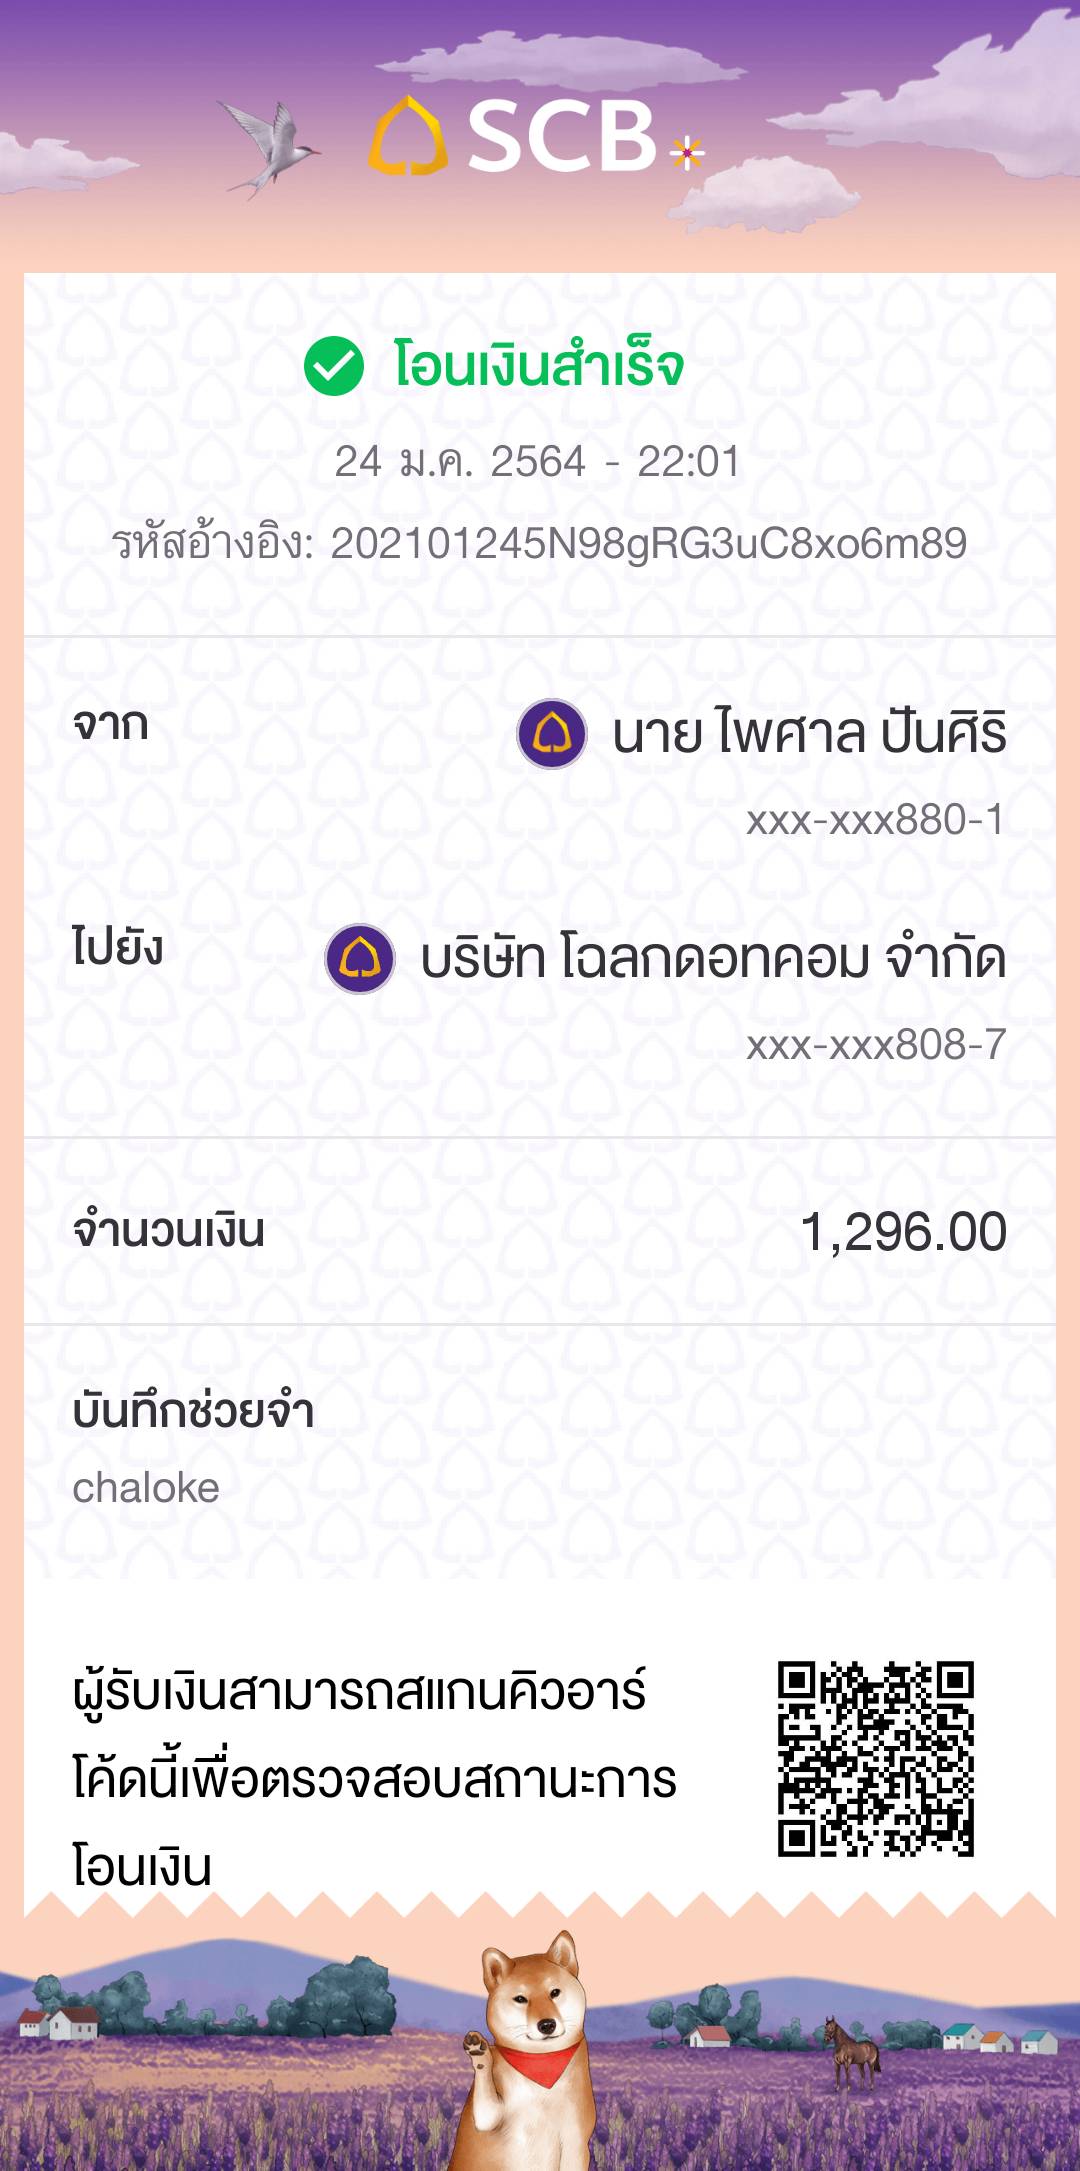 SCB
โอนเงินสำเร็จ
24 ม.ค. 2564 - 22:01
รหัสอ้างอิง: 202101245N98gRG3uC8xo6m89
จาก
นาย ไพศาล ปันศิริ
xxx-xxx880-1
ไปยัง
บริษัท โฉลกดอทคอม จำกัด
xxx-xxx808-7
จำนวนเงิน
1,296.00
บันทึกช่วยจำ
chaloke
ผู้รับเงินสามารถสแกนคิวอาร์
โค้ดนี้เพื่อตรวจสอบสถานะการ
โอนเงิน